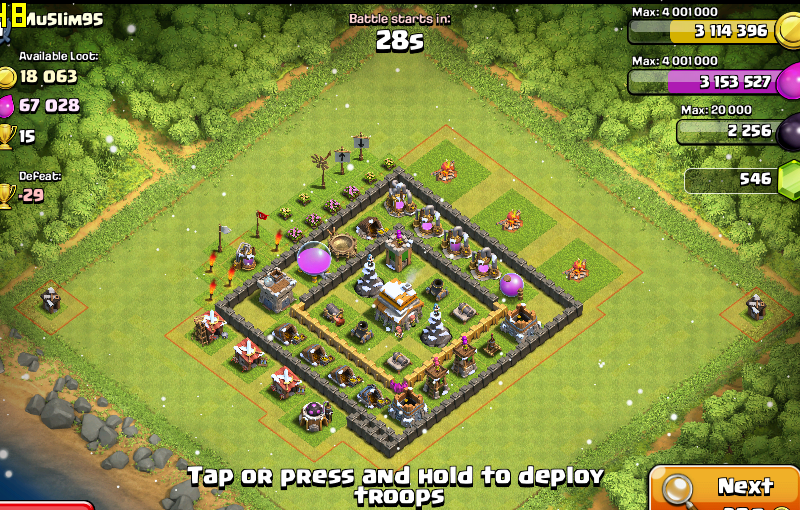 48
MuSlim95
Available Loot:
18 063
67 028
15
Defeat:
-29
Battle starts in:
28s
Max: 4 001 000
3 114 396
Max: 4 001 000
3 153 527
Max: 20 000
2 256
546
Tap or press and hold to deploy
troops
Next